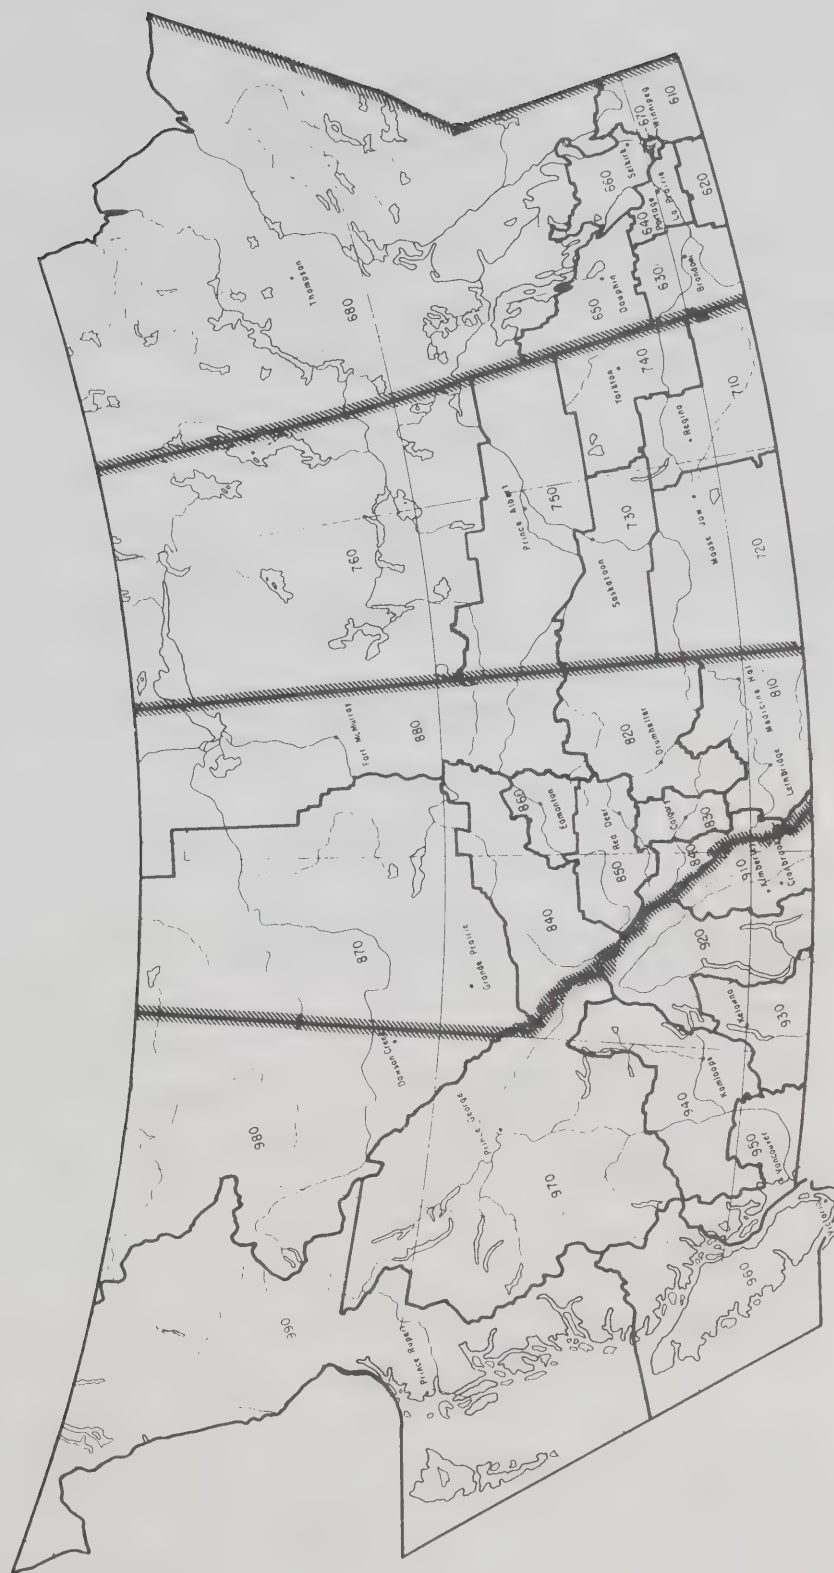 Thompson
680
670
Winnipeg
610
660
Selkirk
640
Portage
La Prairie
620
650
Dauphin
630
Brandon
760
750
Prince Albert
740
Yorkton
Regina
710
730
Saskatoon
Moose Jaw
720
Fort McMurray
880
820
Drumheller
Medicine Hat
810
Lethbridge
860
Edmonton
850
Red Deer
Calgary
830
840
840
870
Grande Prairie
910
Kimberley
Cranbrook
920
Kelowna
930
Dawson Creek
980
Prince George
970
940
Kamloops
950
Vancouver
Victoria
960
990
Prince Rupert